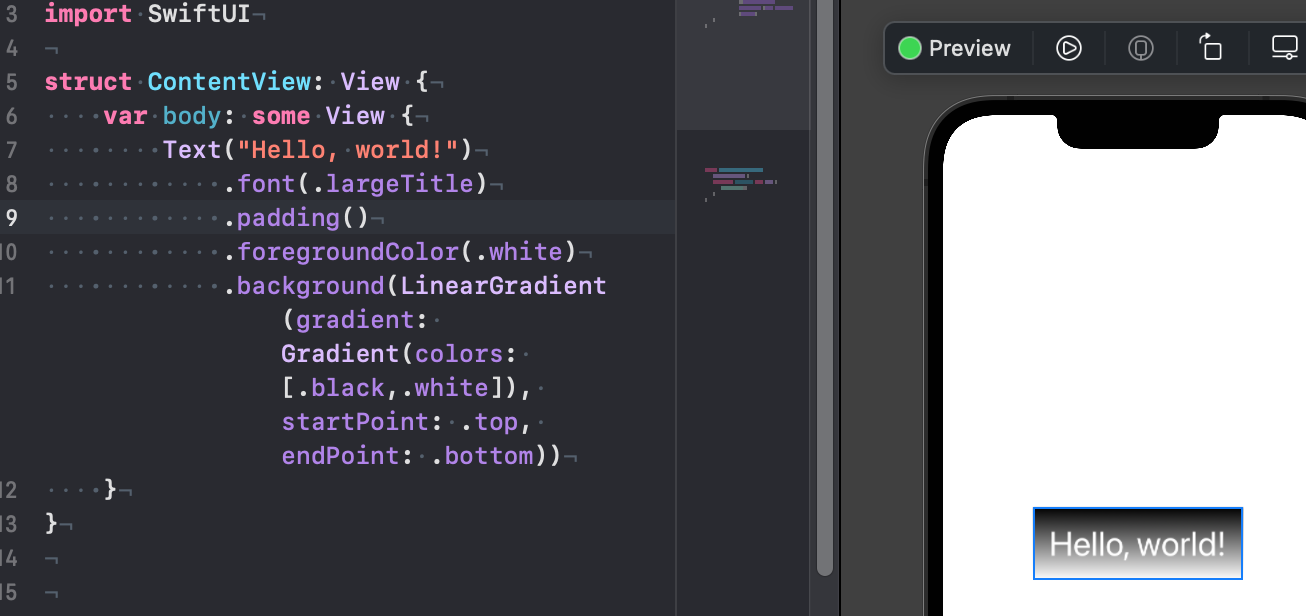 3 import SwiftUI
4
5 struct ContentView: View {
6 var body: some View {
7 Text("Hello, world!")
8 .font(.largeTitle)
9 .padding()
10 .foregroundColor(.white)
11 .background(LinearGradient
(gradient:
Gradient(colors:
[.black,.white]),
startPoint: .top,
endPoint: .bottom))
12 }
13 }
14
15
Preview
Hello, world!